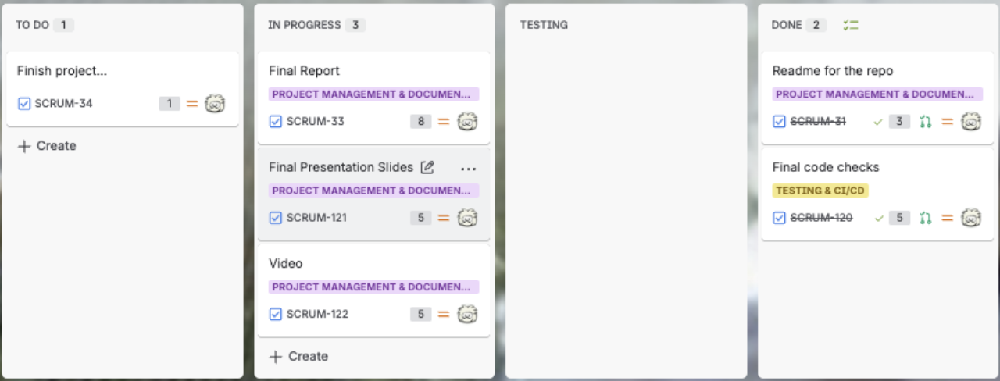 TO DO 1
Finish project...
SCRUM-34 1
Create
IN PROGRESS 3
Final Report
PROJECT MANAGEMENT & DOCUMEN...
SCRUM-33 8
Final Presentation Slides ...
PROJECT MANAGEMENT & DOCUMEN...
SCRUM-121 5
Video
PROJECT MANAGEMENT & DOCUMEN...
SCRUM-122 5
Create
TESTING
DONE 2
Readme for the repo
PROJECT MANAGEMENT & DOCUMEN...
SCRUM-31 3
Final code checks
TESTING & CI/CD
SCRUM-120 5